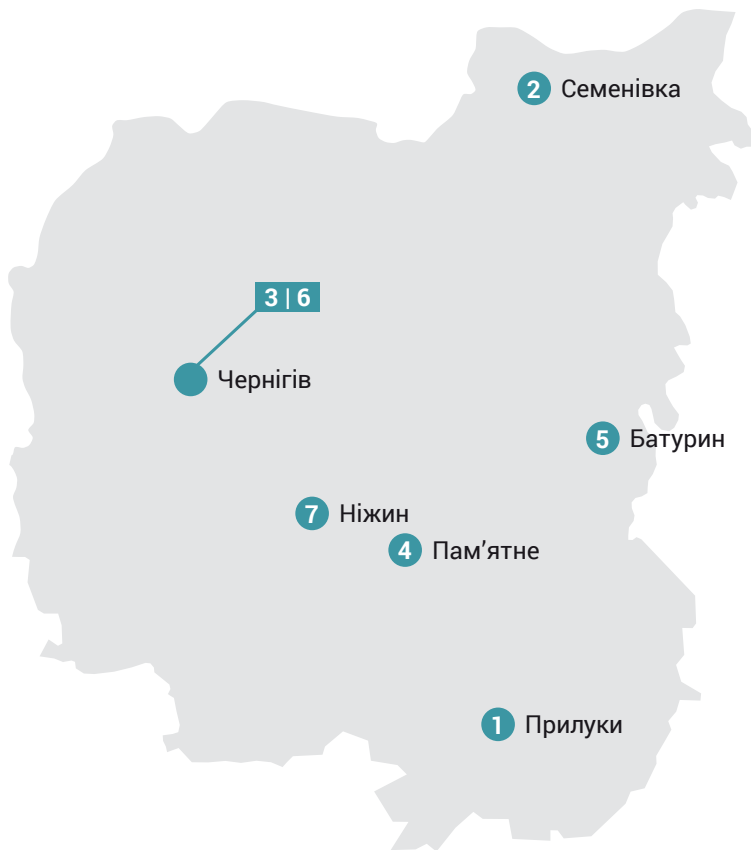 2 Семенівка
3 | 6
Чернігів
5 Батурин
7 Ніжин
4 Пам’ятне
1 Прилуки